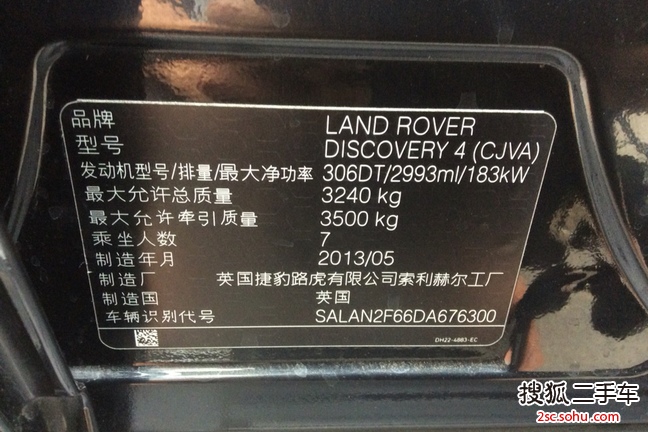 品牌 LAND ROVER
型号 DISCOVERY 4 (CJVA)
发动机型号/排量/最大净功率 306DT/2993ml/183kW
最大允许总质量 3240 kg
最大允许牵引质量 3500 kg
乘坐人数 7
制造年月 2013/05
制造厂 英国捷豹路虎有限公司索利赫尔工厂
制造国 英国
车辆识别代号 SALAN2F66DA676300
DH22-4BB3-EC
搜狐二手车
2sc.sohu.com